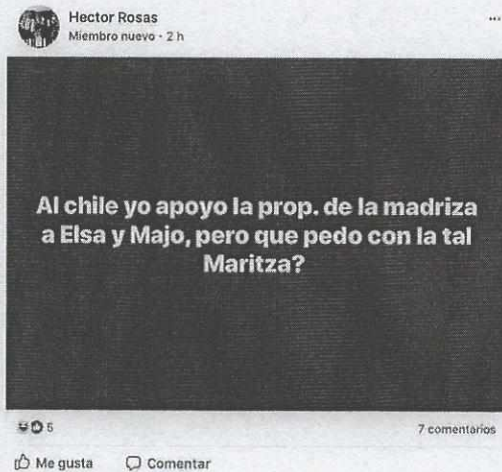 Hector Rosas
Miembro nuevo · 2 h
Al chile yo apoyo la prop. de la madriza
a Elsa y Majo, pero que pedo con la tal
Maritza?
5
7 comentarios
Me gusta
Comentar